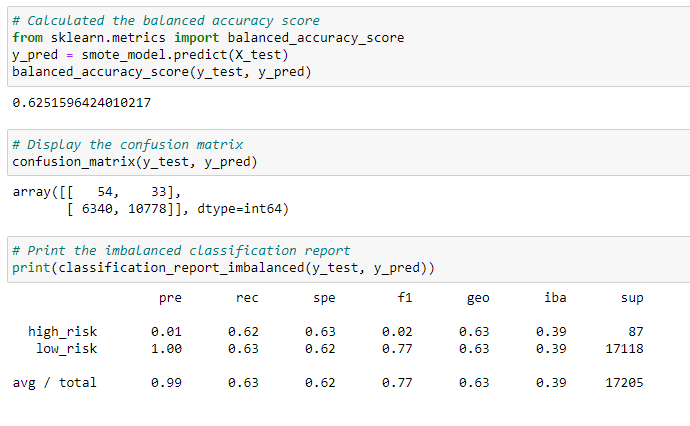 # Calculated the balanced accuracy score
from sklearn.metrics import balanced_accuracy_score
y_pred = smote_model.predict(X_test)
balanced_accuracy_score(y_test, y_pred)
0.6251596424010217
# Display the confusion matrix
confusion_matrix(y_test, y_pred)
array([[   54,    33],
       [ 6340, 10778]], dtype=int64)
# Print the imbalanced classification report
print(classification_report_imbalanced(y_test, y_pred))
                   pre       rec       spe        f1       geo       iba       sup
  high_risk       0.01      0.62      0.63      0.02      0.63      0.39        87
   low_risk       1.00      0.63      0.62      0.77      0.63      0.39     17118
avg / total       0.99      0.63      0.62      0.77      0.63      0.39     17205